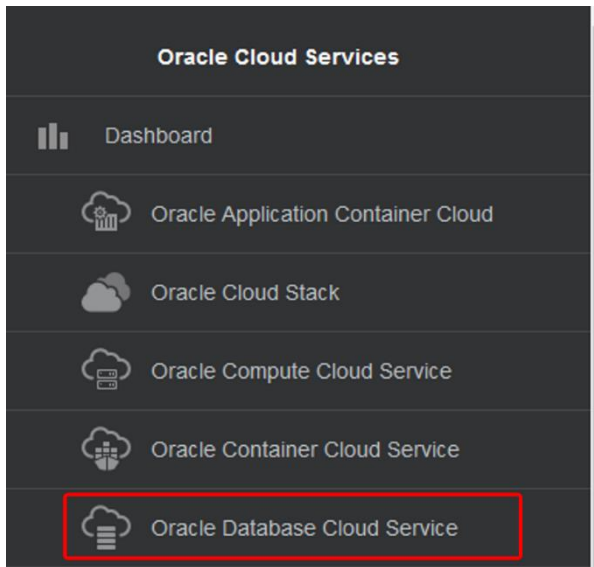 Oracle Cloud Services
Dashboard
Oracle Application Container Cloud
Oracle Cloud Stack
Oracle Compute Cloud Service
Oracle Container Cloud Service
Oracle Database Cloud Service